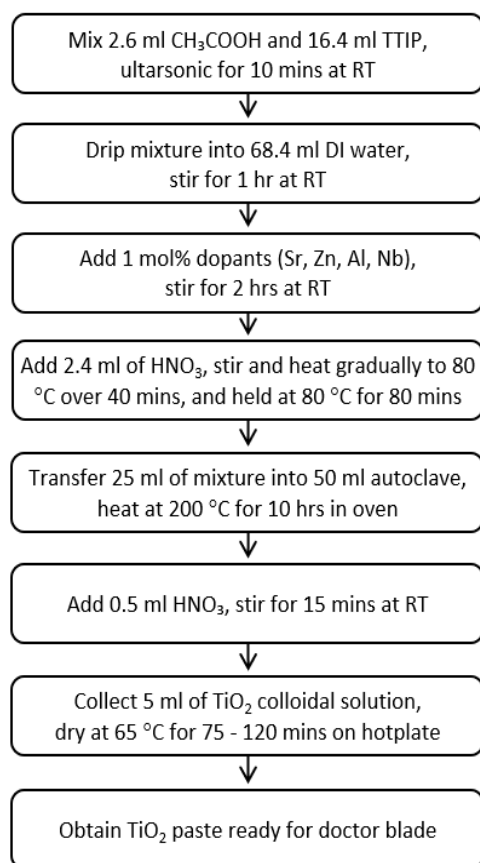 Mix 2.6 ml CH₃COOH and 16.4 ml TTIP,
ultarsonic for 10 mins at RT
Drip mixture into 68.4 ml DI water,
stir for 1 hr at RT
Add 1 mol% dopants (Sr, Zn, Al, Nb),
stir for 2 hrs at RT
Add 2.4 ml of HNO₃, stir and heat gradually to 80
°C over 40 mins, and held at 80 °C for 80 mins
Transfer 25 ml of mixture into 50 ml autoclave,
heat at 200 °C for 10 hrs in oven
Add 0.5 ml HNO₃, stir for 15 mins at RT
Collect 5 ml of TiO₂ colloidal solution,
dry at 65 °C for 75 - 120 mins on hotplate
Obtain TiO₂ paste ready for doctor blade